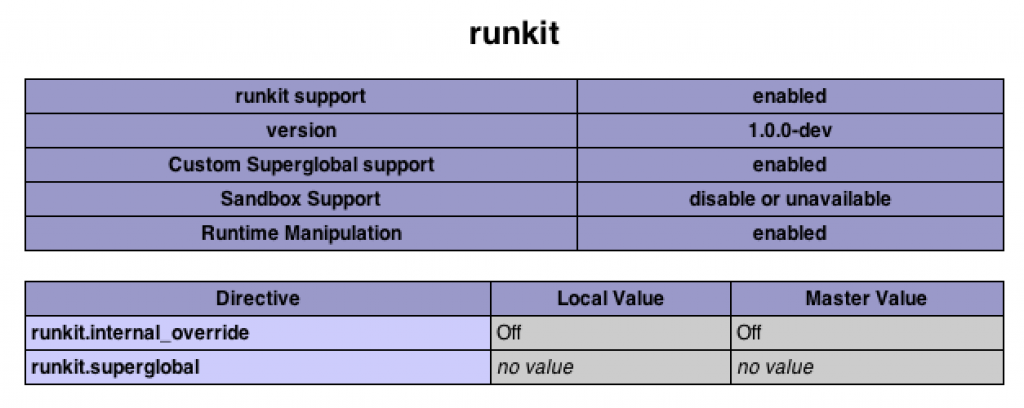 runkit
runkit support enabled
version 1.0.0-dev
Custom Superglobal support enabled
Sandbox Support disable or unavailable
Runtime Manipulation enabled
Directive Local Value Master Value
runkit.internal_override Off Off
runkit.superglobal no value no value